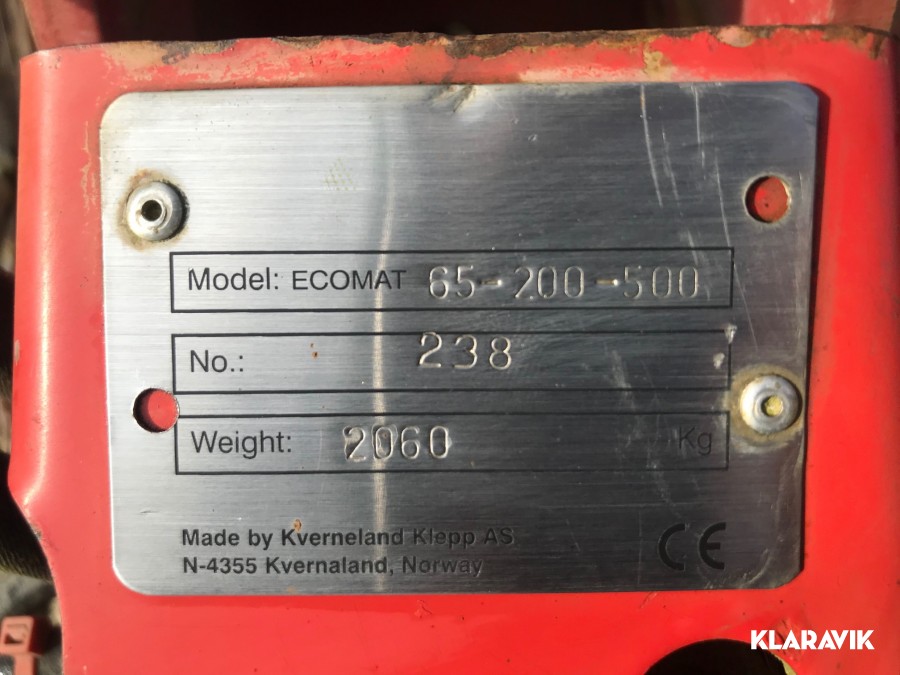 Model: ECOMAT 65-200-500
No.: 238
Weight: 2060 Kg
Made by Kverneland Klepp AS
N-4355 Kvernaland, Norway
CE
KLARAVIK